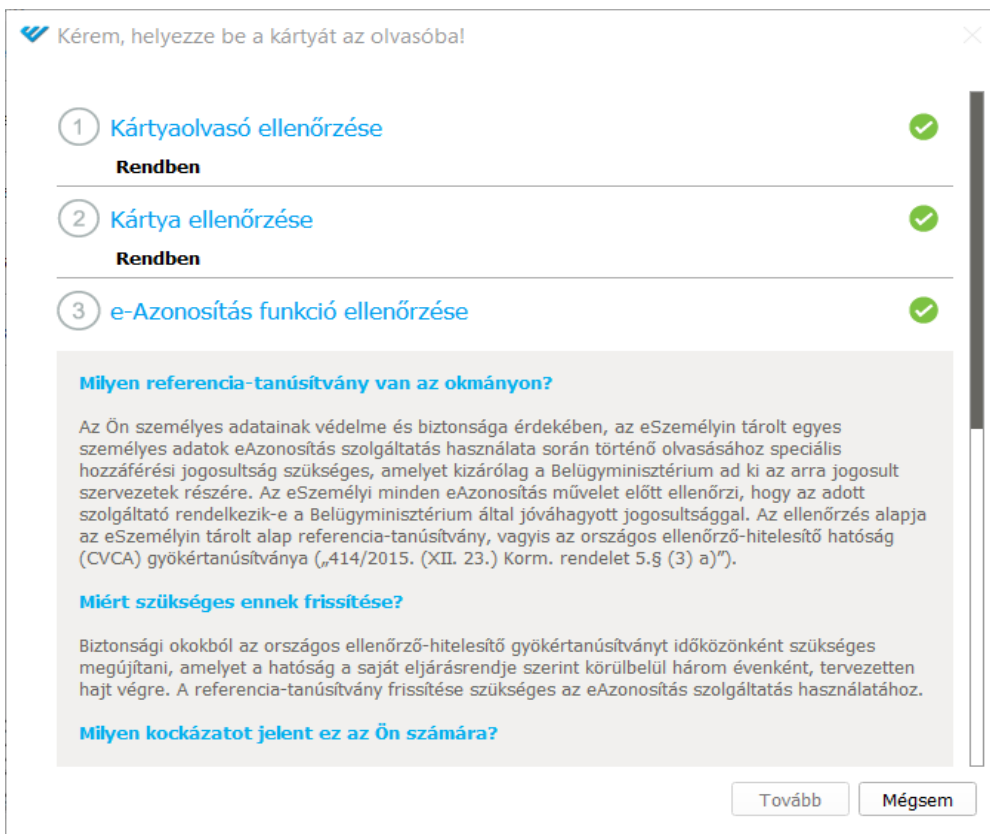 Kérem, helyezze be a kártyát az olvasóba!
1 Kártyaolvasó ellenőrzése
Rendben
2 Kártya ellenőrzése
Rendben
3 e-Azonosítás funkció ellenőrzése
Milyen referencia-tanúsítvány van az okmányon?
Az Ön személyes adatainak védelme és biztonsága érdekében, az eSzemélyin tárolt egyes
személyes adatok eAzonosítás szolgáltatás használata során történő olvasásához speciális
hozzáférési jogosultság szükséges, amelyet kizárólag a Belügyminisztérium ad ki az arra jogosult
szervezetek részére. Az eSzemélyi minden eAzonosítás művelet előtt ellenőrzi, hogy az adott
szolgáltató rendelkezik-e a Belügyminisztérium által jóváhagyott jogosultsággal. Az ellenőrzés alapja
az eSzemélyin tárolt alap referencia-tanúsítvány, vagyis az országos ellenőrző-hitelesítő hatóság
(CVCA) gyökértanúsítványa („414/2015. (XII. 23.) Korm. rendelet 5.§ (3) a)”).
Miért szükséges ennek frissítése?
Biztonsági okokból az országos ellenőrző-hitelesítő gyökértanúsítványt időközönként szükséges
megújítani, amelyet a hatóság a saját eljárásrendje szerint körülbelül három évenként, tervezetten
hajt végre. A referencia-tanúsítvány frissítése szükséges az eAzonosítás szolgáltatás használatához.
Milyen kockázatot jelent ez az Ön számára?
Tovább Mégsem